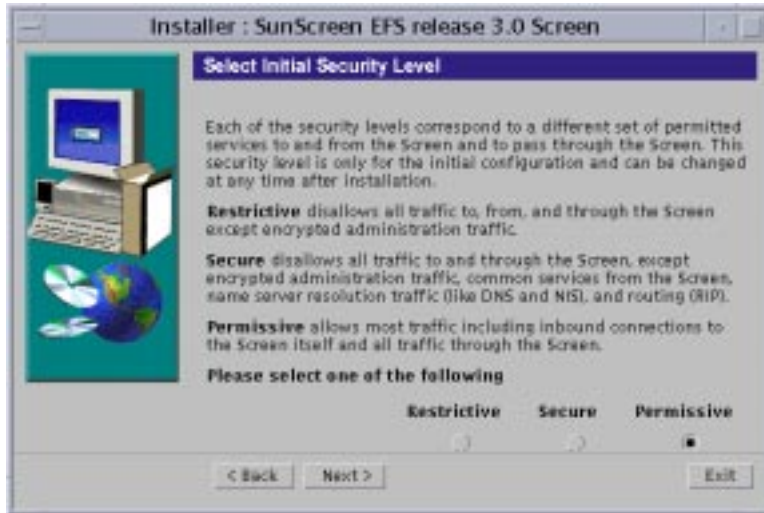 Installer : SunScreen EFS release 3.0 Screen
Select Initial Security Level
Each of the security levels correspond to a different set of permitted
services to and from the Screen and to pass through the Screen. This
security level is only for the initial configuration and can be changed
at any time after installation.
Restrictive disallows all traffic to, from, and through the Screen
except encrypted administration traffic.
Secure disallows all traffic to and through the Screen, except
encrypted administration traffic, common services from the Screen,
name server resolution traffic (like DNS and NIS), and routing (RIP).
Permissive allows most traffic including inbound connections to
the Screen itself and all traffic through the Screen.
Please select one of the following
Restrictive Secure Permissive
< Back Next > Exit